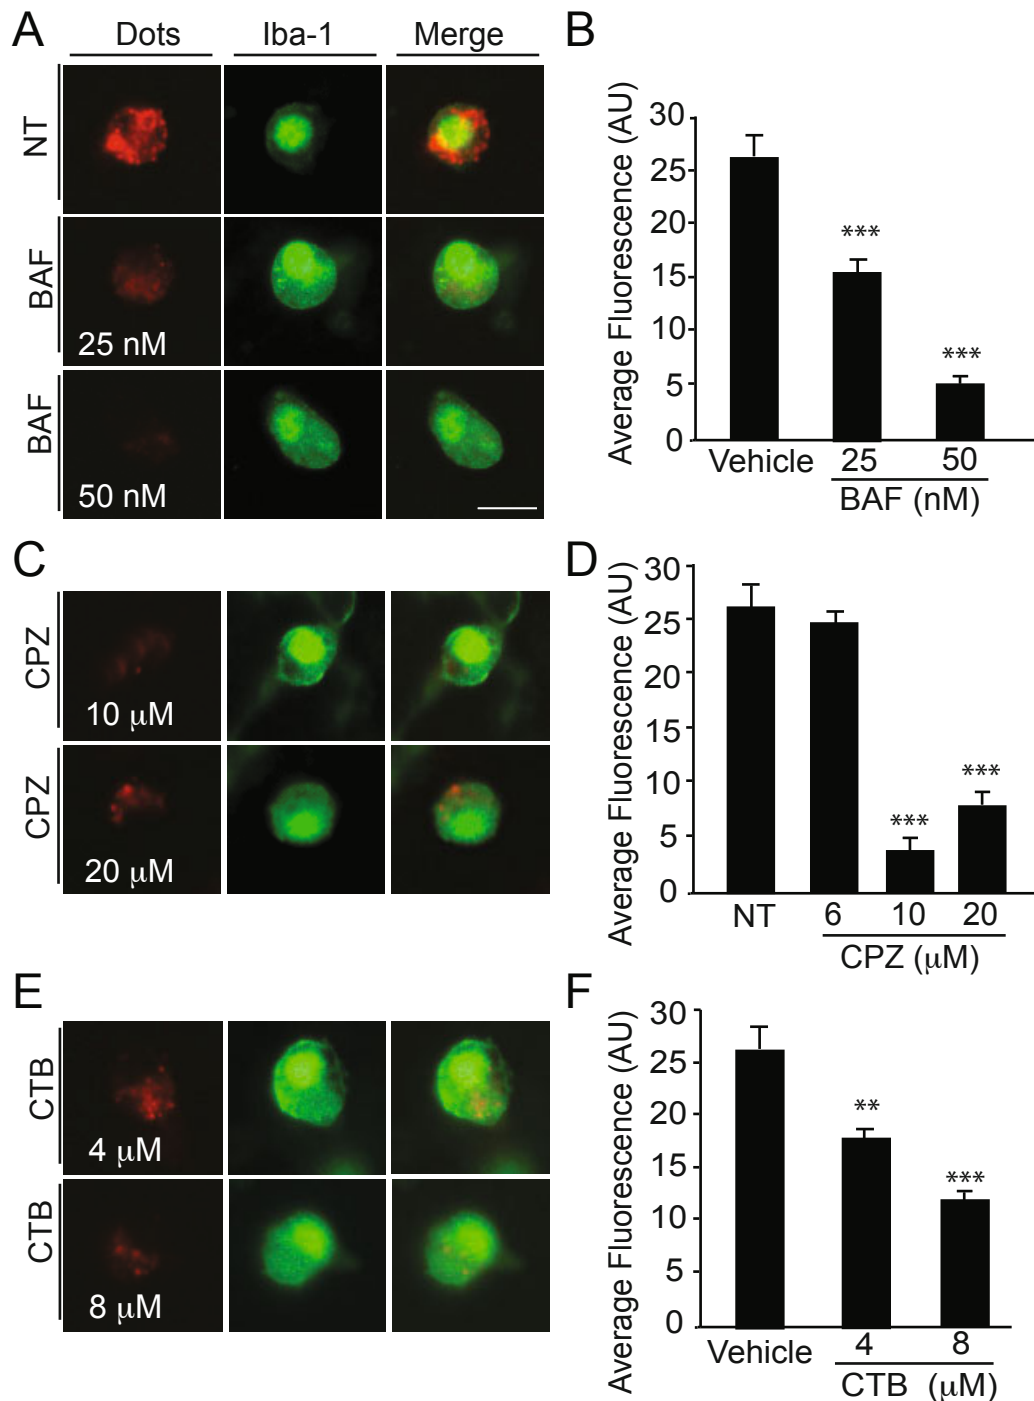 A
Dots
Iba-1
Merge
NT
BAF
25 nM
BAF
50 nM
B
Average Fluorescence (AU)
30
25
20
15
10
5
0
***
***
Vehicle
25
50
BAF (nM)
C
CPZ
10 μM
CPZ
20 μM
D
Average Fluorescence (AU)
30
25
20
15
10
5
0
***
***
NT
6
10
20
CPZ (μM)
E
CTB
4 μM
CTB
8 μM
F
Average Fluorescence (AU)
30
25
20
15
10
5
0
**
***
Vehicle
4
8
CTB (μM)